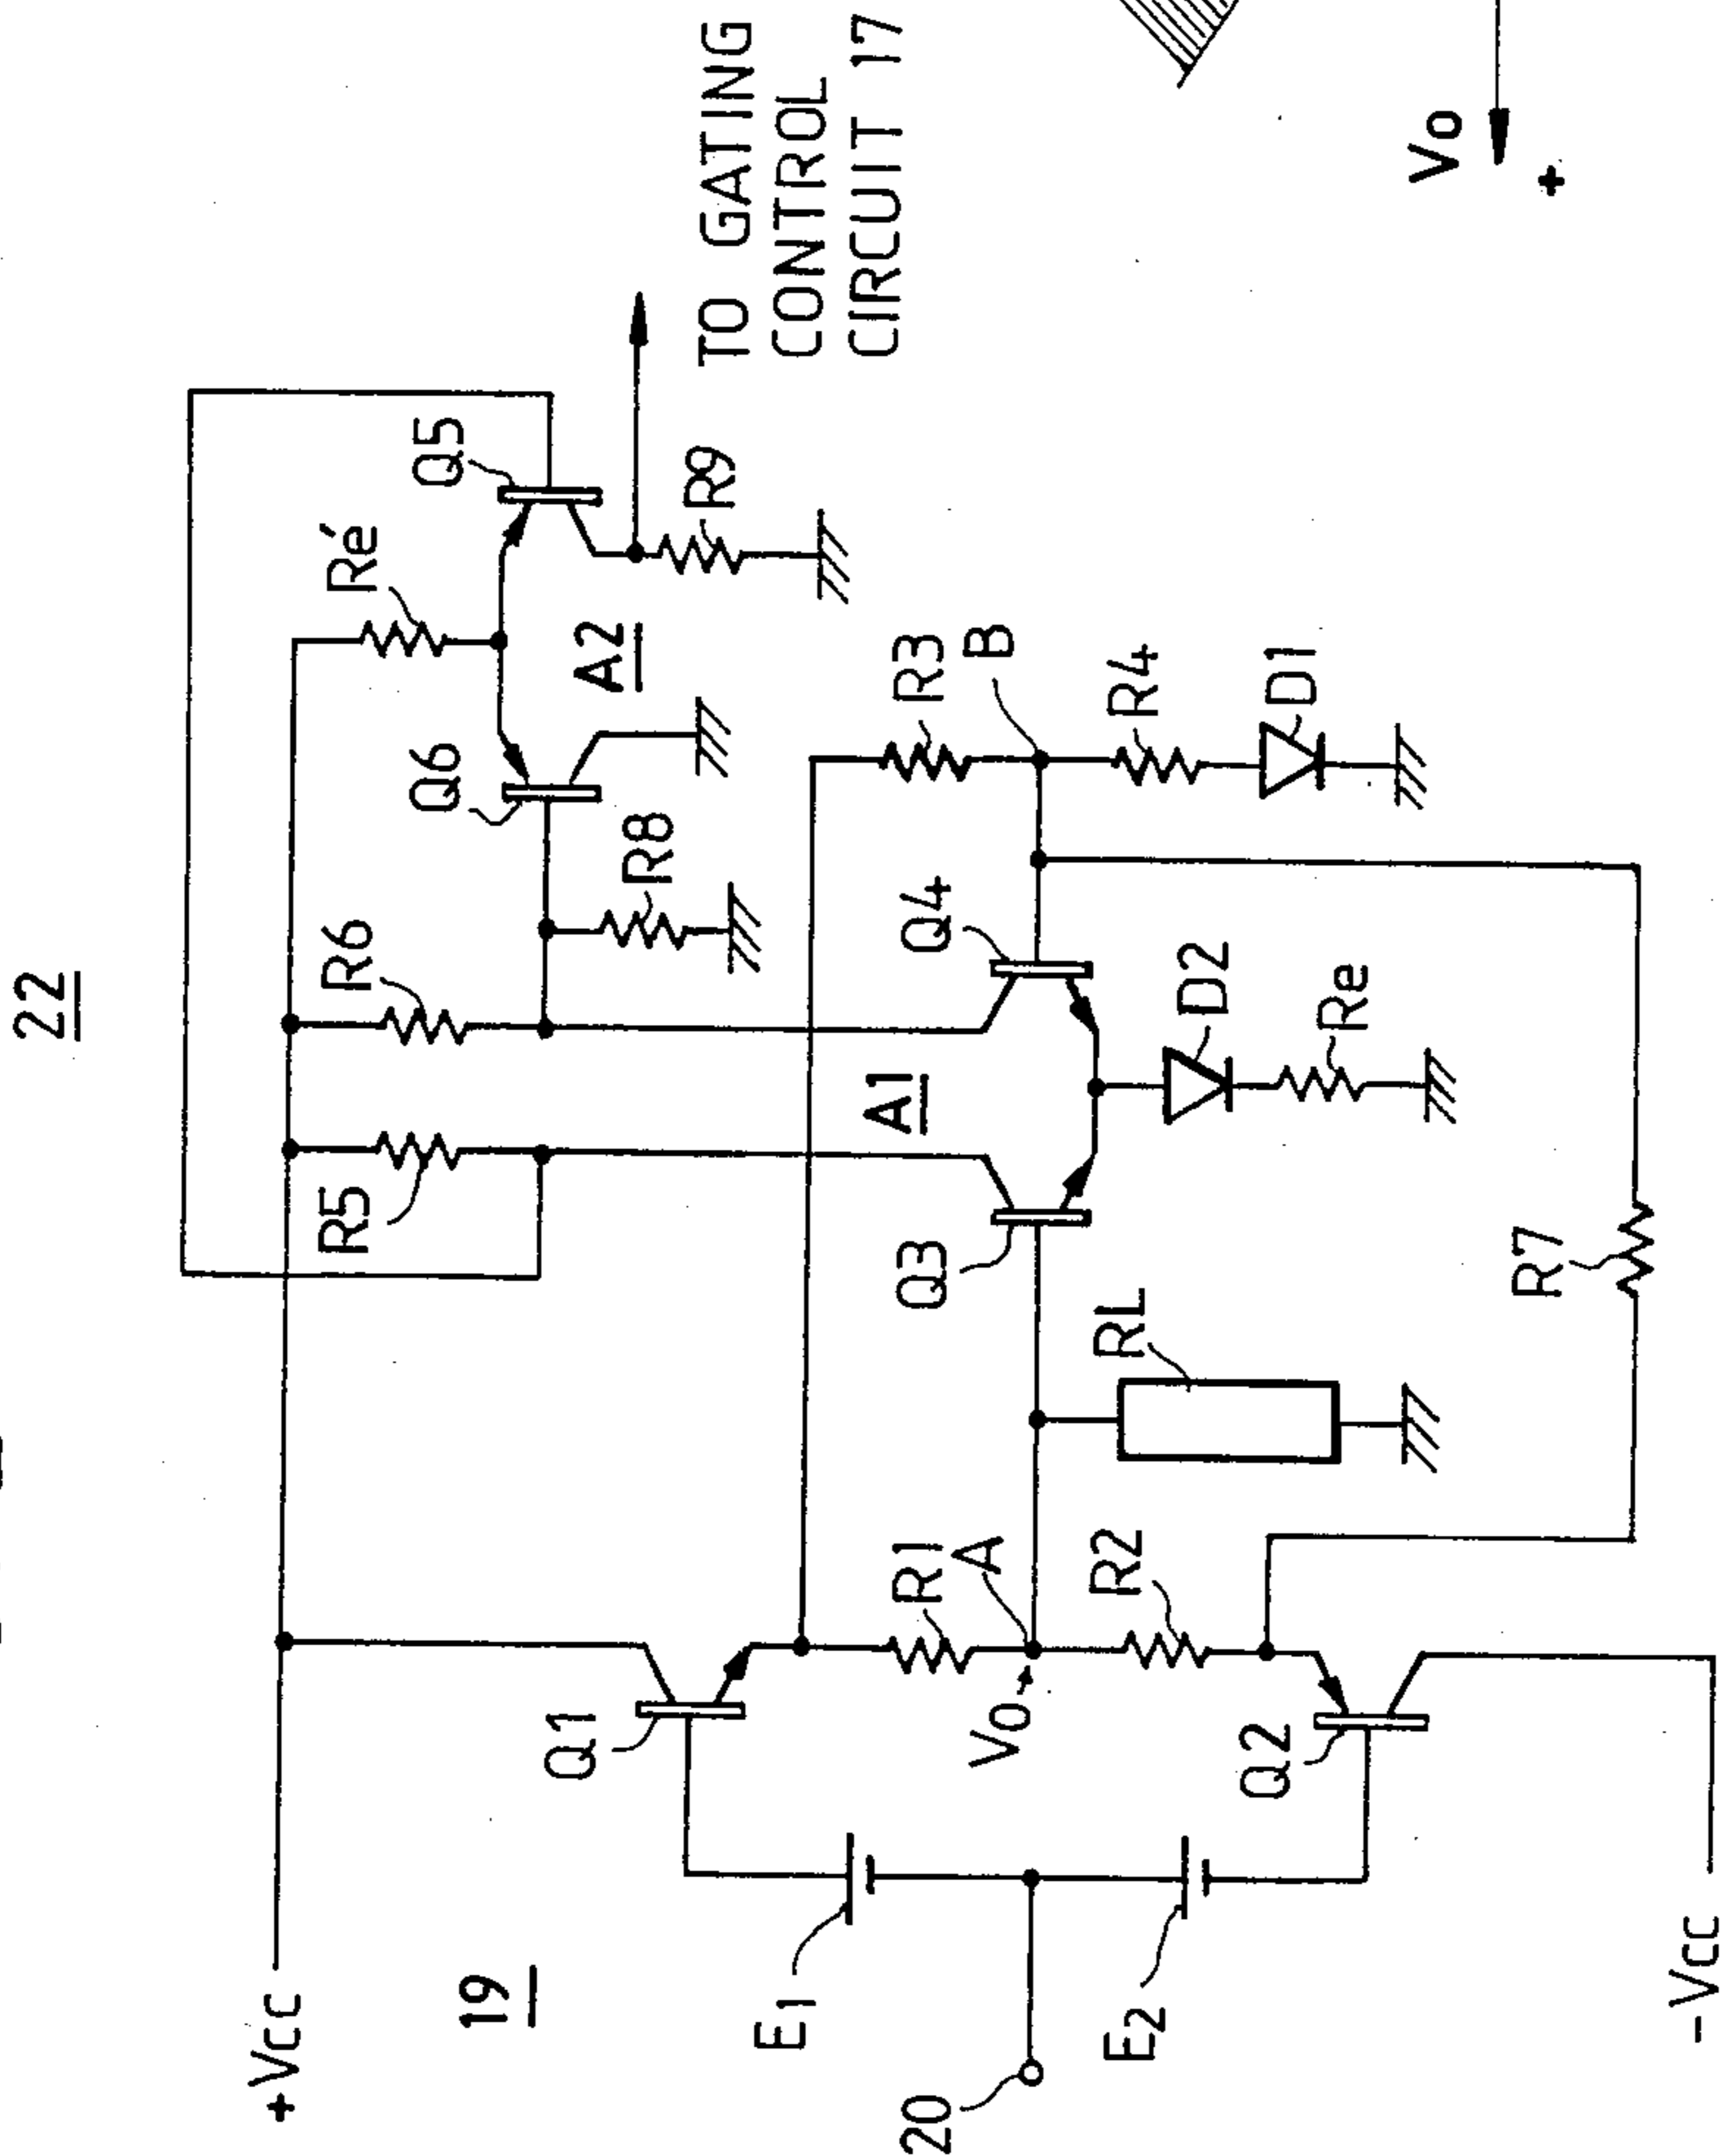 22
+Vcc
19
20
E1
E2
-Vcc
Q1
Q2
R1
A
Vo
R2
RL
R5
R6
Q3
A1
Q4
D2
Re
R7
R8
Q6
Re'
A2
Q5
R9
R3
B
R4
D1
TO GATING
CONTROL
CIRCUIT 17
Vo
+